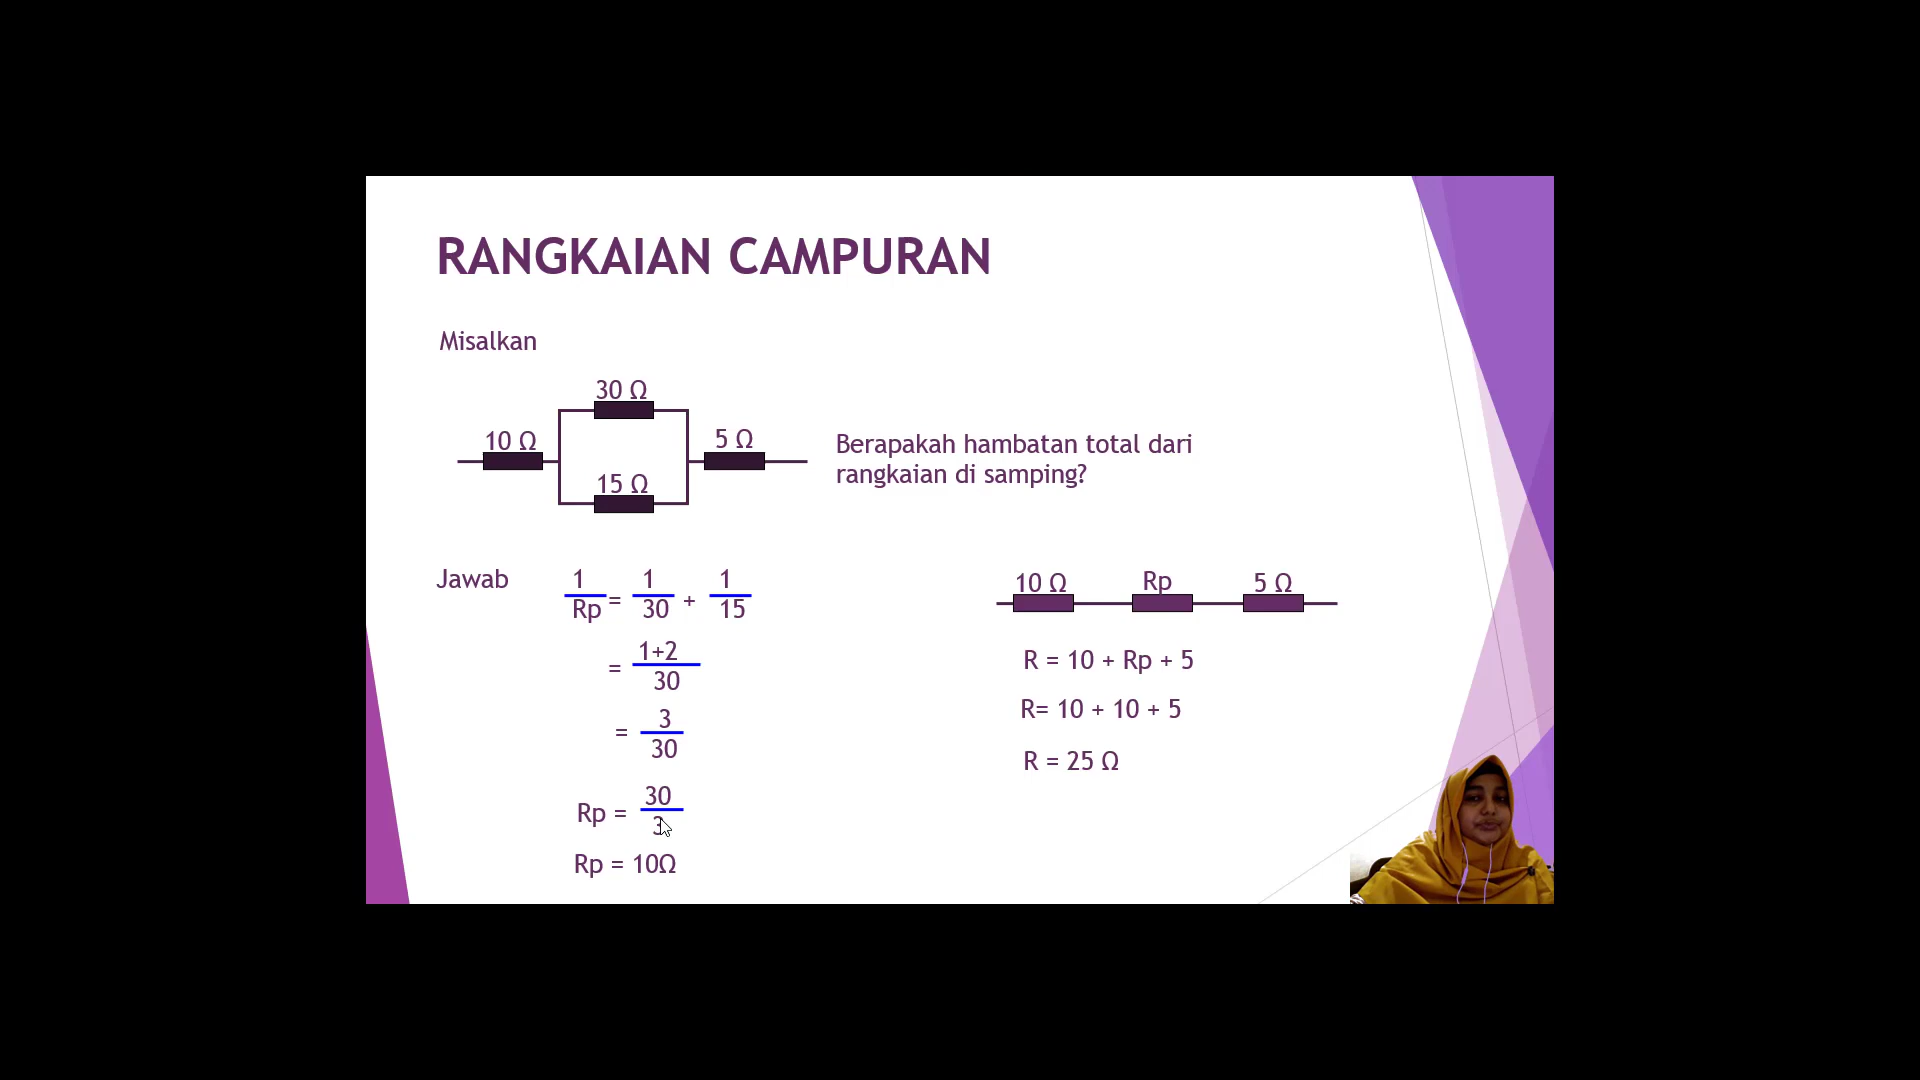 RANGKAIAN CAMPURAN
Misalkan
30 Ω
10 Ω
5 Ω
15 Ω
Berapakah hambatan total dari
rangkaian di samping?
Jawab
1 1 1
Rp = 30 + 15
1+2
= 30
3
= 30
30
Rp = 3
Rp = 10Ω
10 Ω Rp 5 Ω
R = 10 + Rp + 5
R= 10 + 10 + 5
R = 25 Ω